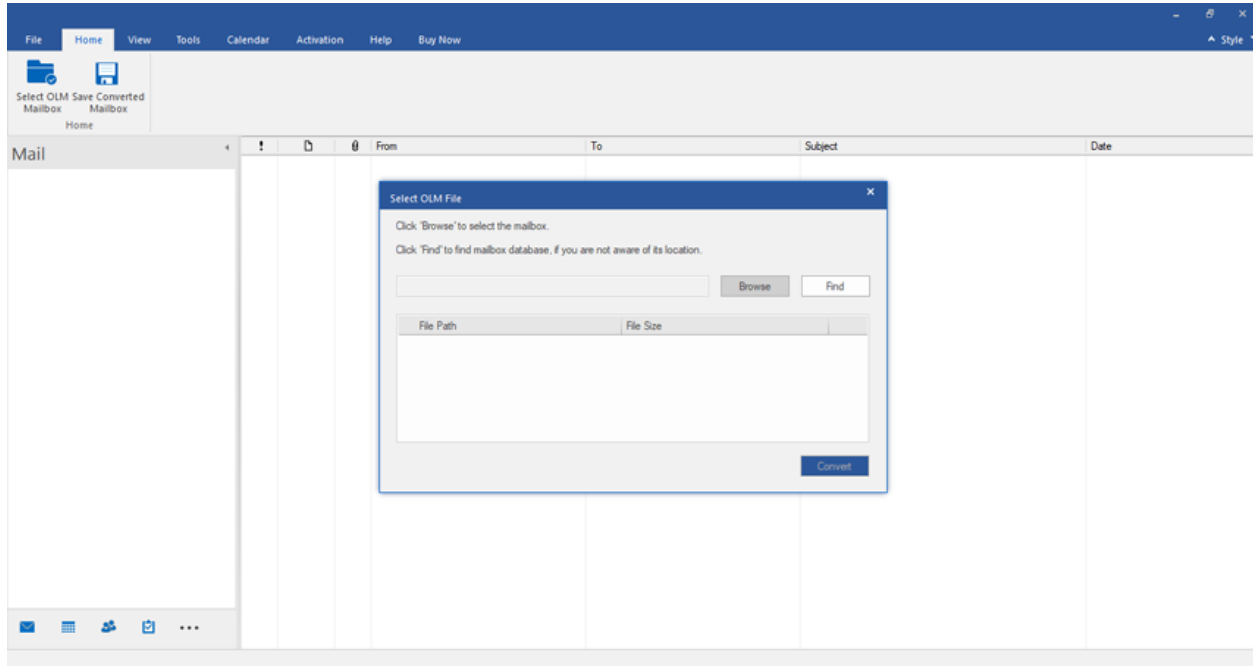 File Home View Tools Calendar Activation Help Buy Now
Style
Select OLM Mailbox
Save Converted Mailbox
Home
Mail
! From To Subject Date
Select OLM File
Click 'Browse' to select the mailbox.
Click 'Find' to find mailbox database, if you are not aware of its location.
Browse Find
File Path File Size
Convert